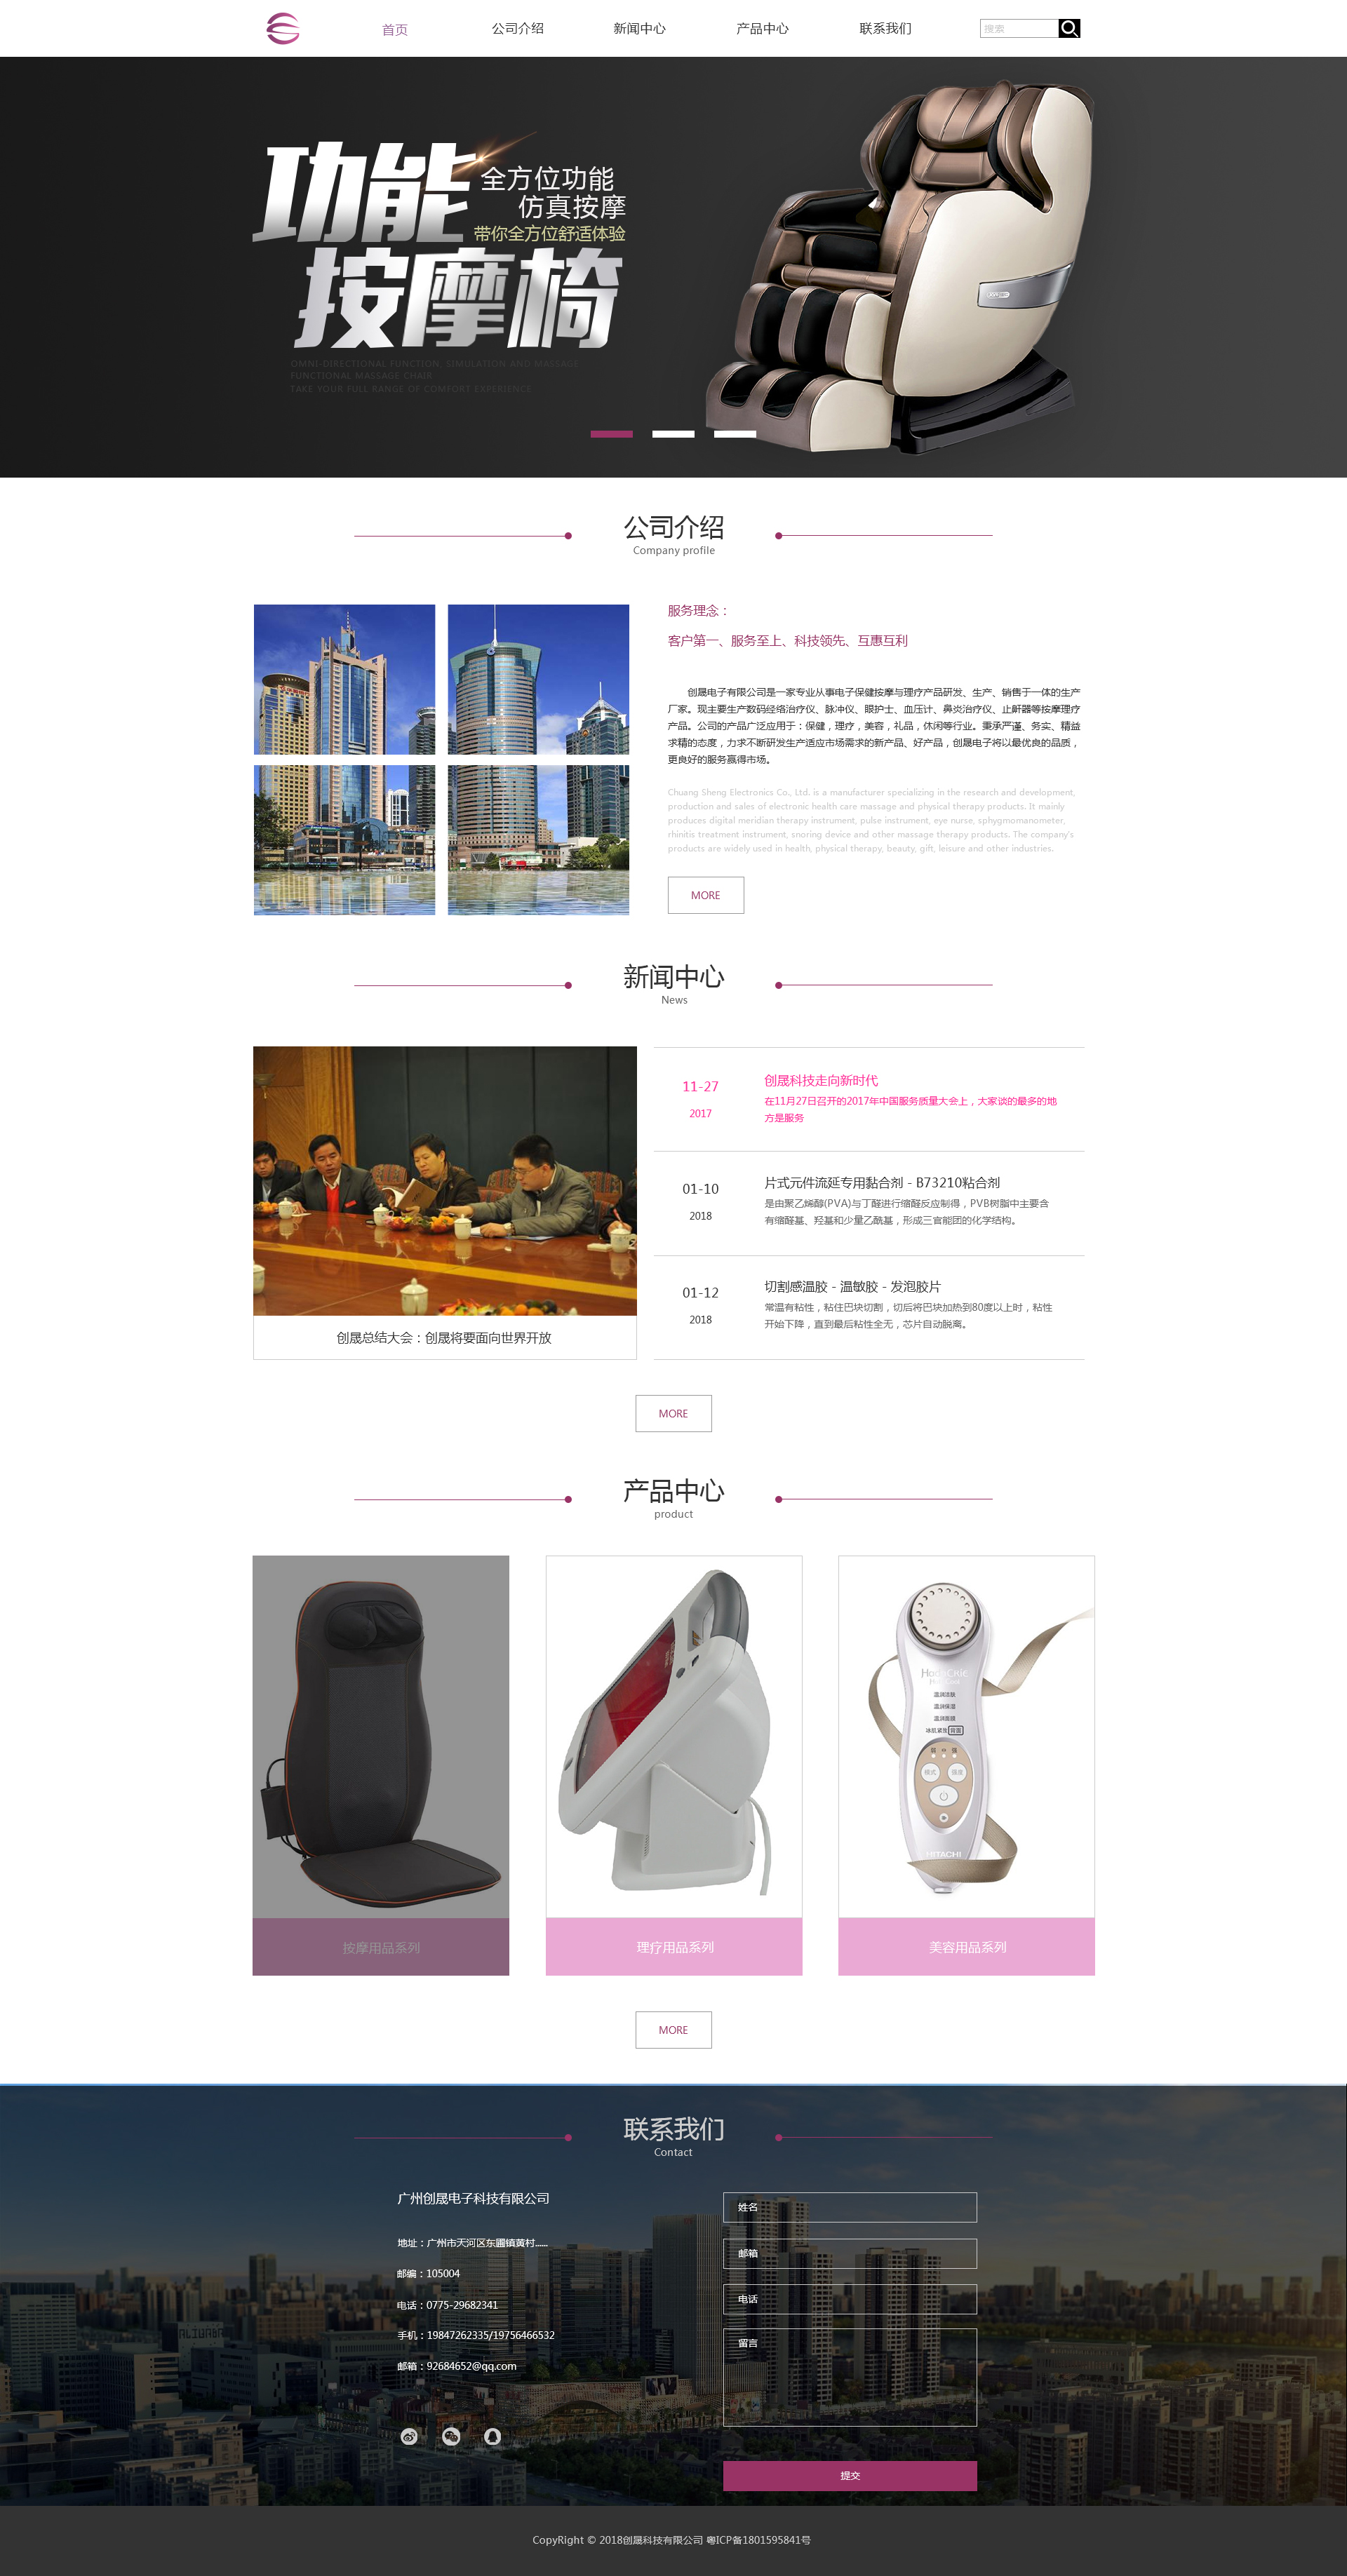 首页
公司介绍
新闻中心
产品中心
联系我们
搜索
功能
全方位功能
仿真按摩
带你全方位舒适体验
按摩椅
OMNI-DIRECTIONAL FUNCTION, SIMULATION AND MASSAGE
FUNCTIONAL MASSAGE CHAIR
TAKE YOUR FULL RANGE OF COMFORT EXPERIENCE
公司介绍
Company profile
服务理念：
客户第一、服务至上、科技领先、互惠互利
创晟电子有限公司是一家专业从事电子保健按摩与理疗产品研发、生产、销售于一体的生产
厂家。现主要生产数码经络治疗仪、脉冲仪、眼护士、血压计、鼻炎治疗仪、止鼾器等按摩理疗
产品。公司的产品广泛应用于：保健，理疗，美容，礼品，休闲等行业。秉承严谨、务实、精益
求精的态度，力求不断研发生产适应市场需求的新产品、好产品，创晟电子将以最优良的品质，
更良好的服务赢得市场。
Chuang Sheng Electronics Co., Ltd. is a manufacturer specializing in the research and development,
production and sales of electronic health care massage and physical therapy products. It mainly
produces digital meridian therapy instrument, pulse instrument, eye nurse, sphygmomanometer,
rhinitis treatment instrument, snoring device and other massage therapy products. The company's
products are widely used in health, physical therapy, beauty, gift, leisure and other industries.
MORE
新闻中心
News
创晟总结大会：创晟将要面向世界开放
11-27
2017
创晟科技走向新时代
在11月27日召开的2017年中国服务质量大会上，大家谈的最多的地
方是服务
01-10
2018
片式元件流延专用黏合剂 - B73210粘合剂
是由聚乙烯醇(PVA)与丁醛进行缩醛反应制得，PVB树脂中主要含
有缩醛基、羟基和少量乙酰基，形成三官能团的化学结构。
01-12
2018
切割感温胶 - 温敏胶 - 发泡胶片
常温有粘性，粘住巴块切割，切后将巴块加热到80度以上时，粘性
开始下降，直到最后粘性全无，芯片自动脱离。
MORE
产品中心
product
HITACHI
按摩用品系列
理疗用品系列
美容用品系列
MORE
联系我们
Contact
广州创晟电子科技有限公司
地址：广州市天河区东圃镇黄村......
邮编：105004
电话：0775-29682341
手机：19847262335/19756466532
邮箱：92684652@qq.com
姓名
邮箱
电话
留言
提交
CopyRight © 2018创晟科技有限公司 粤ICP备1801595841号